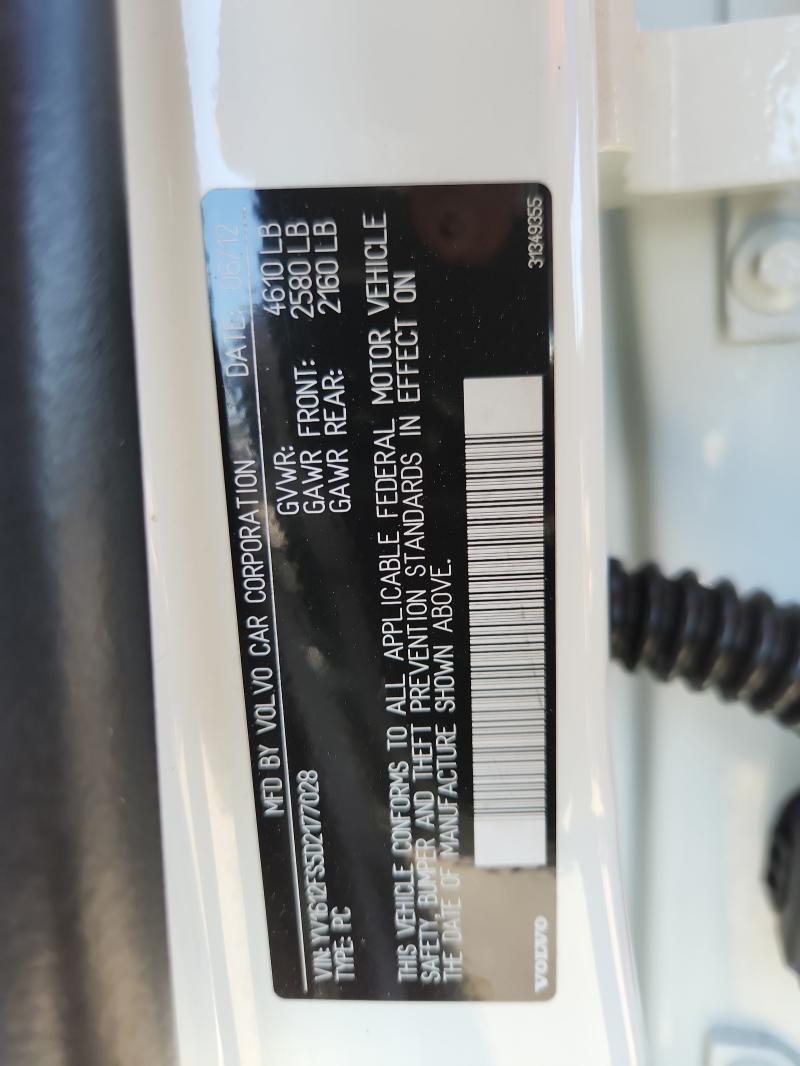 MFD BY VOLVO CAR CORPORATION DATE: 06/12
GVWR: 4610 LB
GAWR FRONT: 2580 LB
VIN: YV1612FS5D2177028 GAWR REAR: 2160 LB
TYPE: PC
THIS VEHICLE CONFORMS TO ALL APPLICABLE FEDERAL MOTOR VEHICLE
SAFETY, BUMPER AND THEFT PREVENTION STANDARDS IN EFFECT ON
THE DATE OF MANUFACTURE SHOWN ABOVE.
VOLVO 31349355